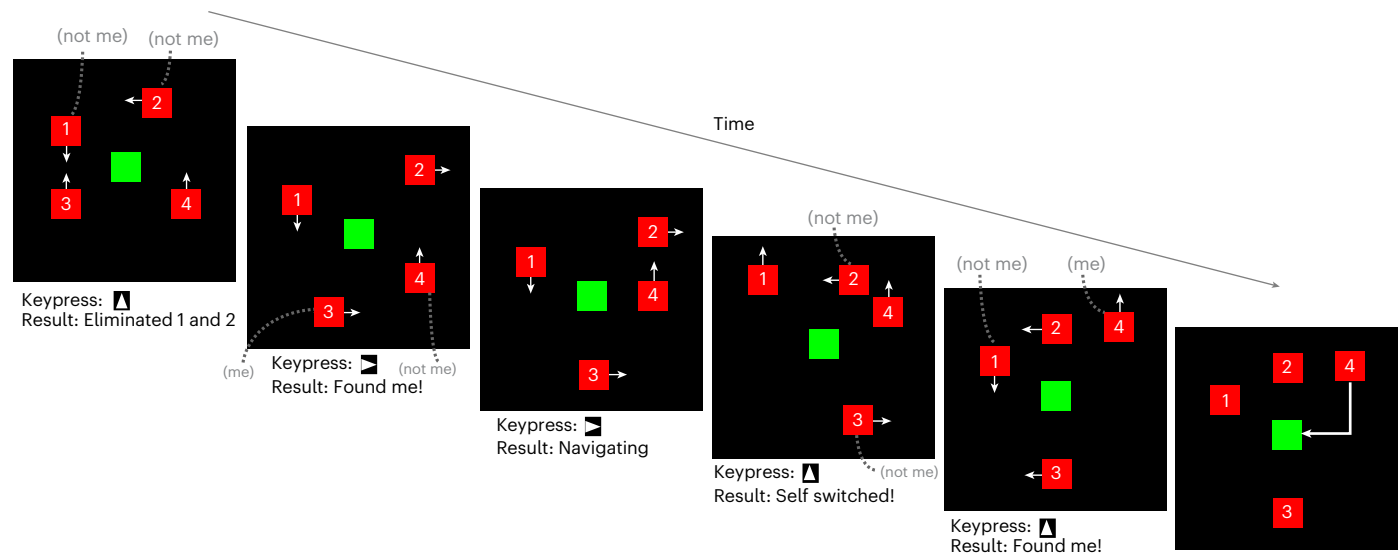 Time
(not me) (not me)
2
1
3
4
Keypress:
Result: Eliminated 1 and 2
2
1
4
3
(me)
Keypress:
(not me)
Result: Found me!
2
1
4
3
Keypress:
Result: Navigating
(not me)
1
2
4
3
(not me)
Keypress:
Result: Self switched!
(not me) (me)
2
4
1
3
Keypress:
Result: Found me!
2
4
1
3